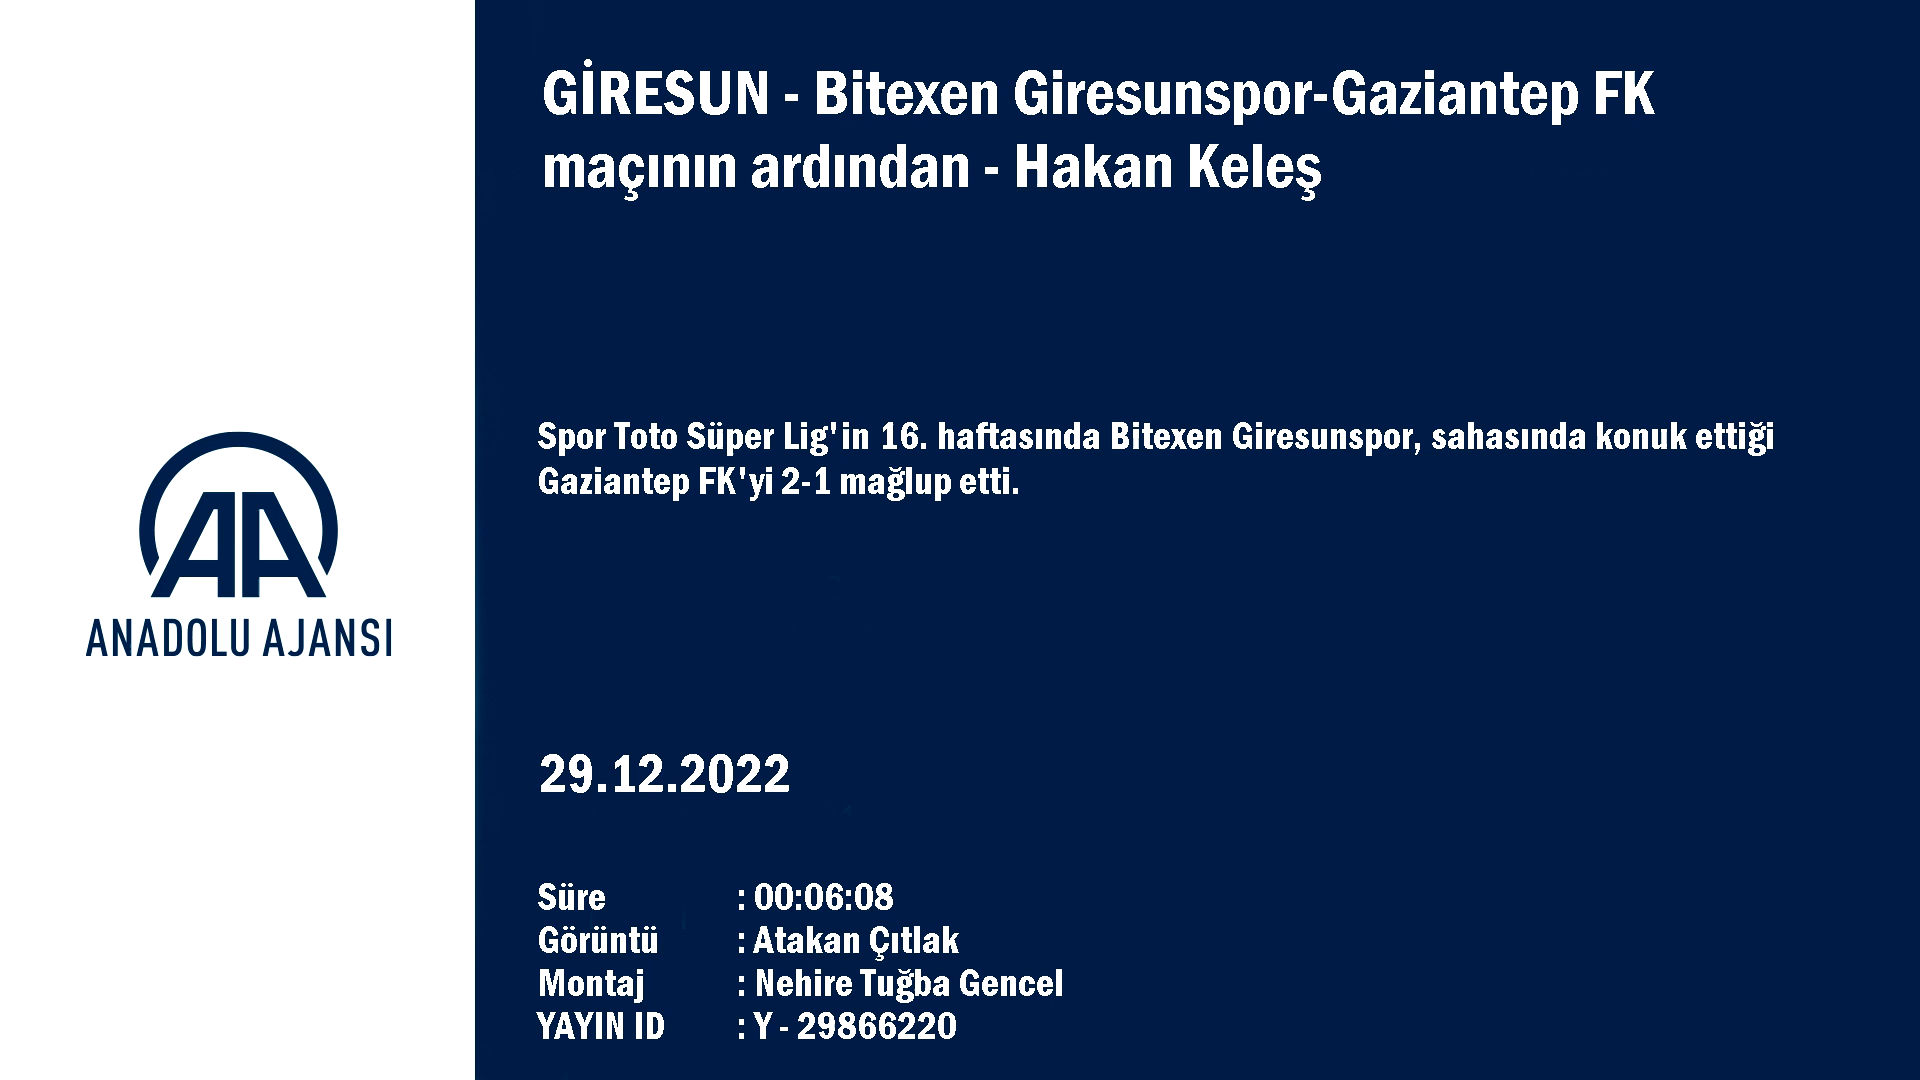 GİRESUN - Bitexen Giresunspor-Gaziantep FK
maçının ardından - Hakan Keleş
Spor Toto Süper Lig'in 16. haftasında Bitexen Giresunspor, sahasında konuk ettiği
Gaziantep FK'yi 2-1 mağlup etti.
AA
ANADOLU AJANSI
29.12.2022
Süre : 00:06:08
Görüntü : Atakan Çıtlak
Montaj : Nehire Tuğba Gencel
YAYIN ID : Y - 29866220